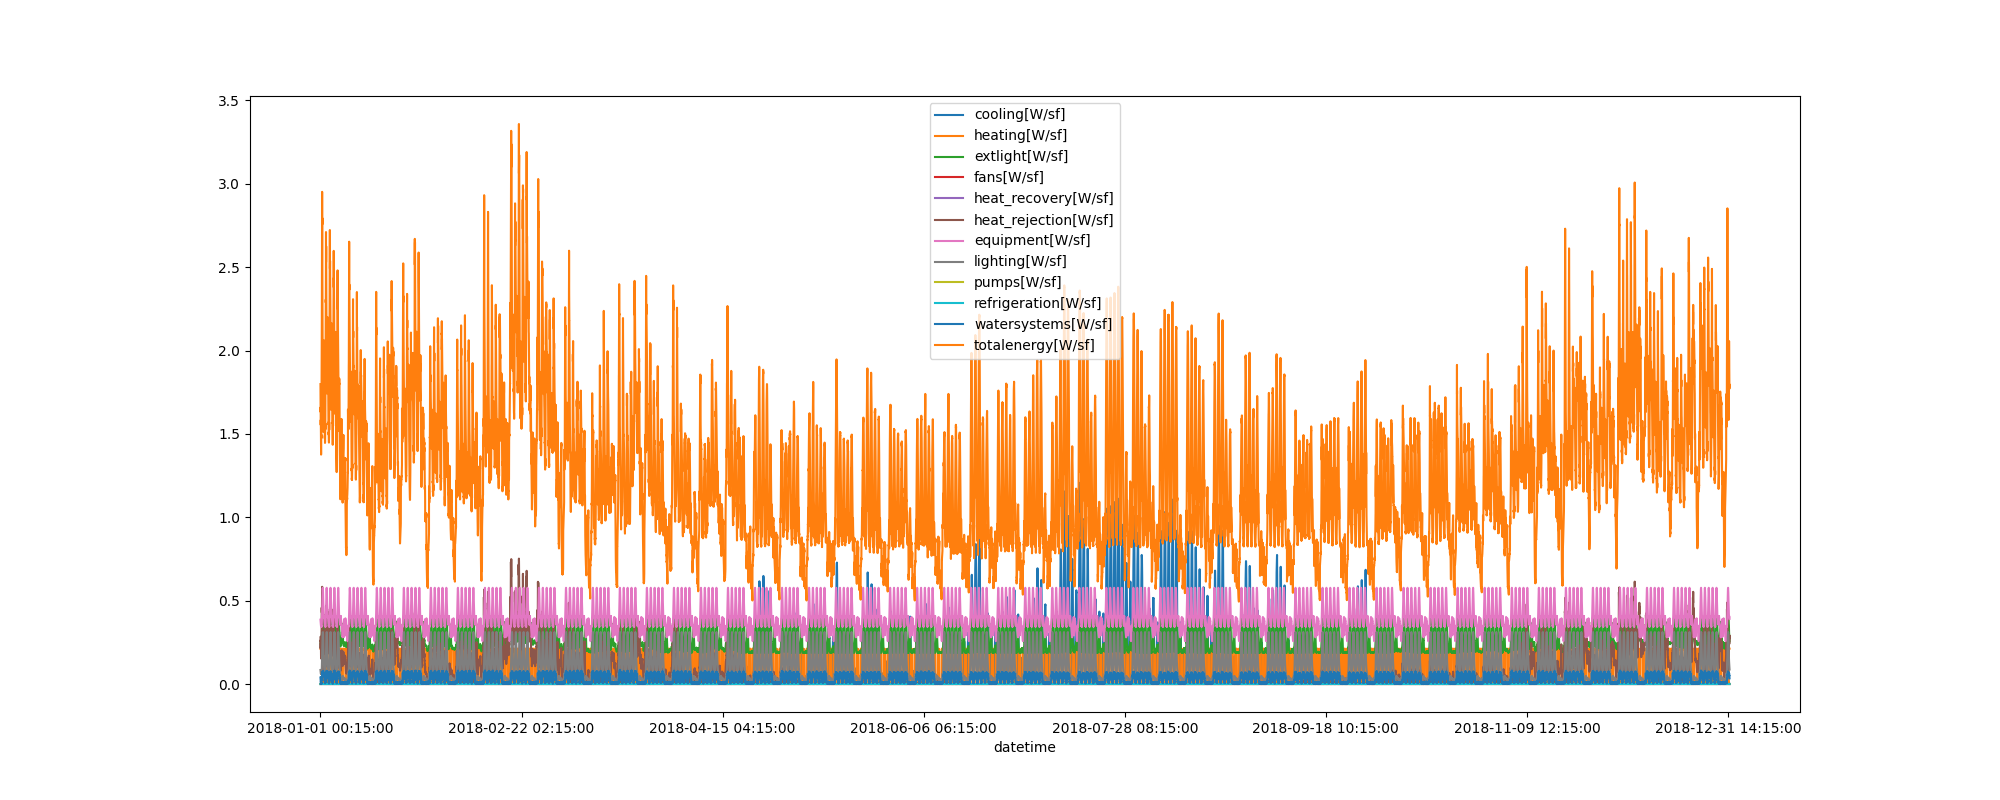 3.5
3.0
2.5
2.0
1.5
1.0
0.5
0.0
cooling[W/sf]
heating[W/sf]
extlight[W/sf]
fans[W/sf]
heat_recovery[W/sf]
heat_rejection[W/sf]
equipment[W/sf]
lighting[W/sf]
pumps[W/sf]
refrigeration[W/sf]
watersystems[W/sf]
totalenergy[W/sf]
2018-01-01 00:15:00 2018-02-22 02:15:00 2018-04-15 04:15:00 2018-06-06 06:15:00 2018-07-28 08:15:00 2018-09-18 10:15:00 2018-11-09 12:15:00 2018-12-31 14:15:00
datetime